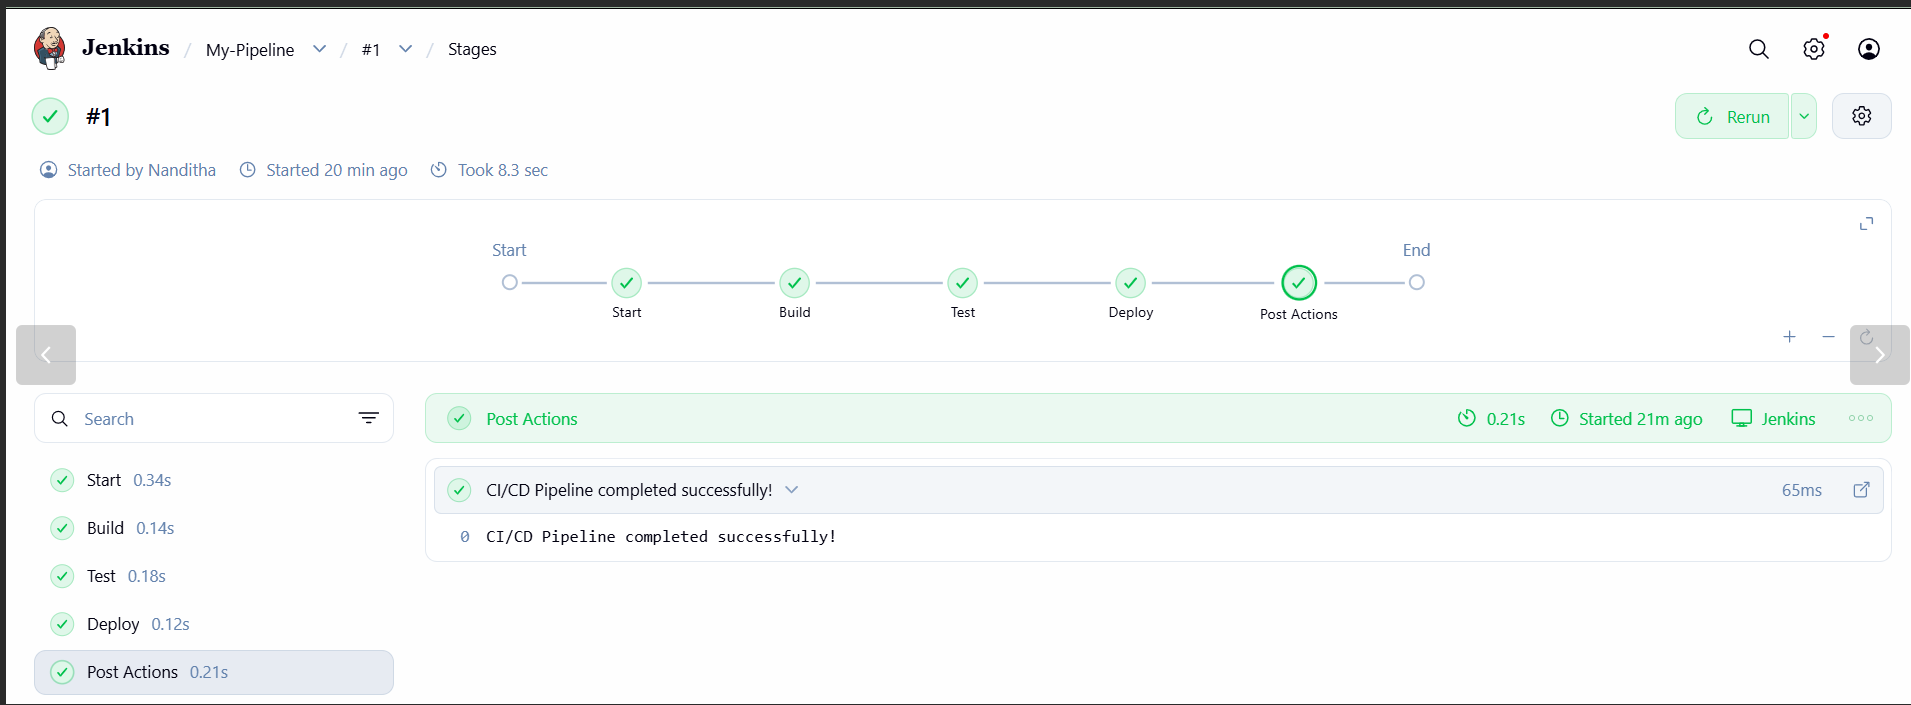 Jenkins / My-Pipeline / #1 / Stages
#1
Rerun
Started by Nanditha Started 20 min ago Took 8.3 sec
Start End
Start Build Test Deploy Post Actions
Search
Post Actions 0.21s Started 21m ago Jenkins
Start 0.34s
CI/CD Pipeline completed successfully! 65ms
Build 0.14s
0 CI/CD Pipeline completed successfully!
Test 0.18s
Deploy 0.12s
Post Actions 0.21s